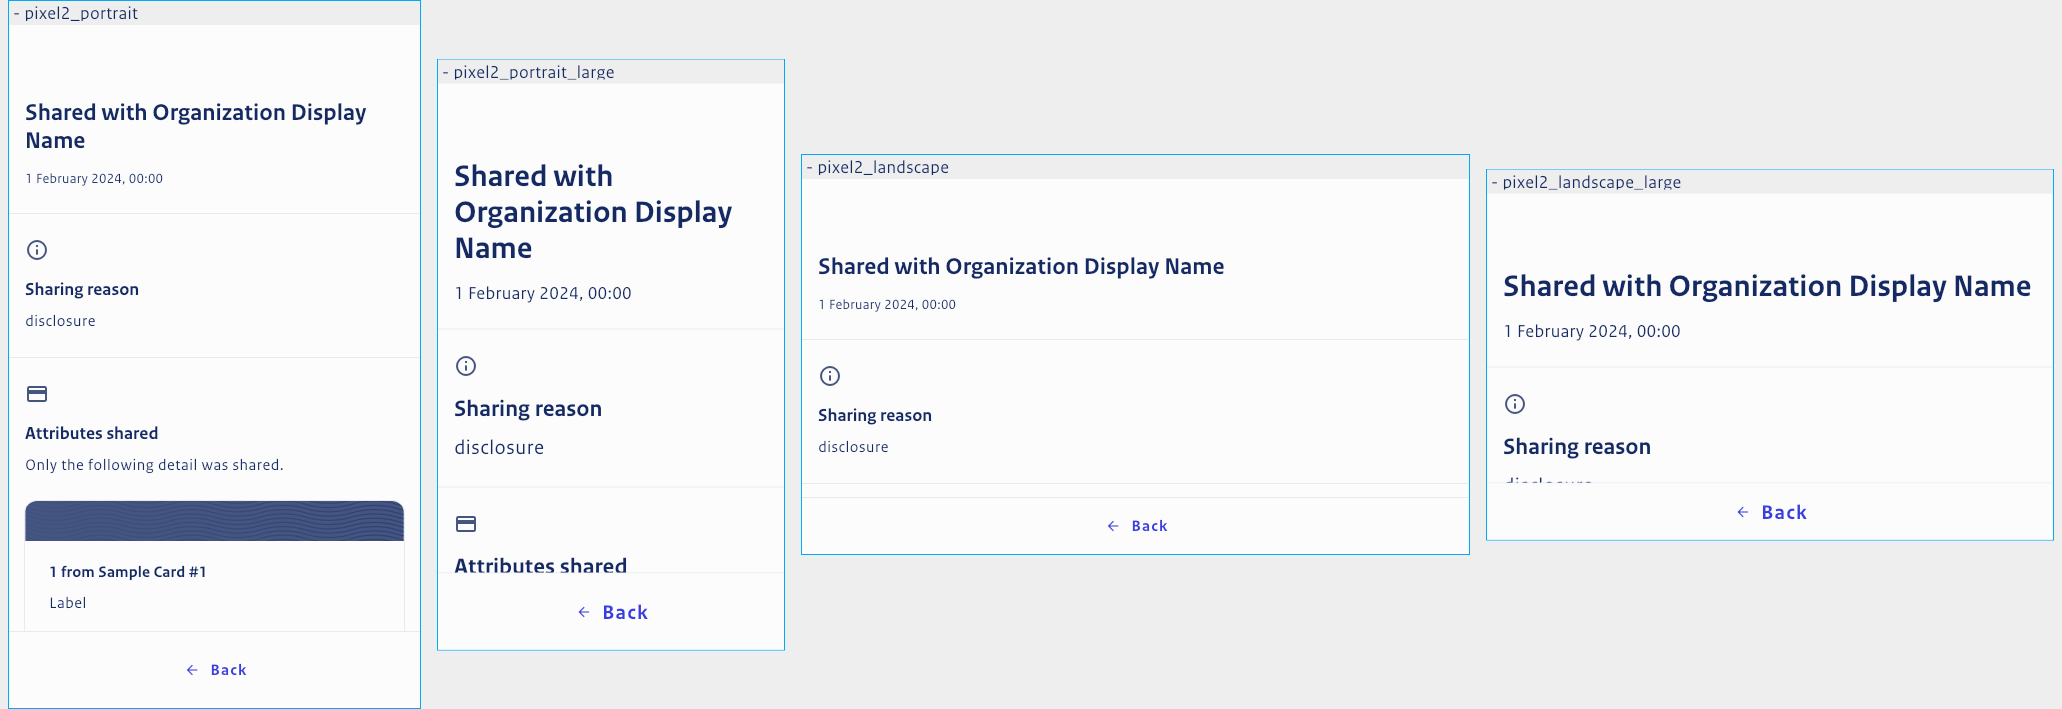 - pixel2_portrait
Shared with Organization Display
Name
1 February 2024, 00:00
Sharing reason
disclosure
Attributes shared
Only the following detail was shared.
1 from Sample Card #1
Label
← Back
- pixel2_portrait_large
Shared with
Organization Display
Name
1 February 2024, 00:00
Sharing reason
disclosure
Attributes shared
← Back
- pixel2_landscape
Shared with Organization Display Name
1 February 2024, 00:00
Sharing reason
disclosure
← Back
- pixel2_landscape_large
Shared with Organization Display Name
1 February 2024, 00:00
Sharing reason
disclosure
← Back